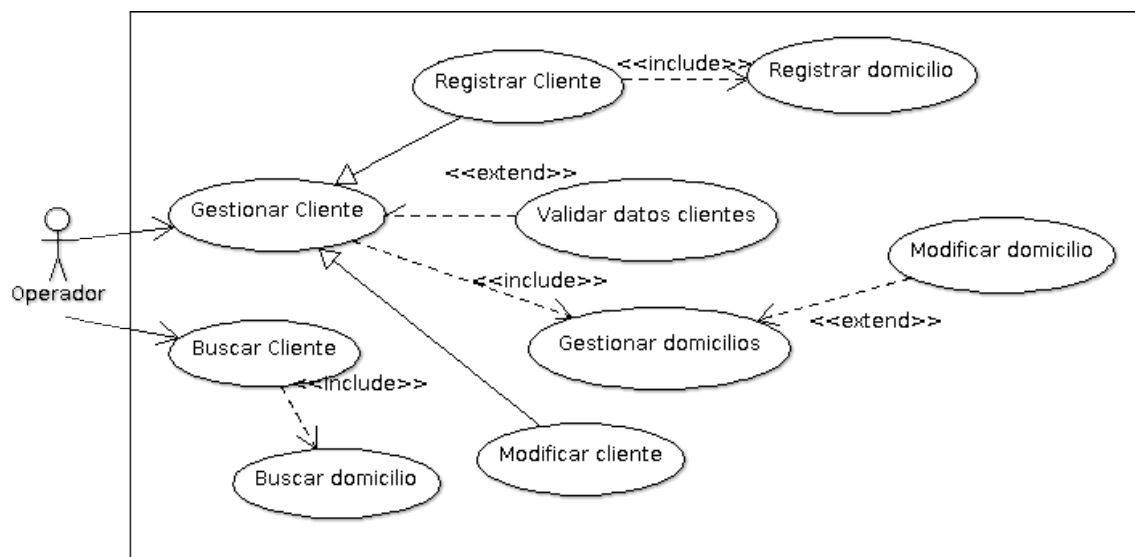 <<include>>
Registrar Cliente
Registrar domicilio
<<extend>>
Gestionar Cliente
Validar datos clientes
Modificar domicilio
<<include>>
Operador
<<extend>>
Buscar Cliente
Gestionar domicilios
<<include>>
Modificar cliente
Buscar domicilio